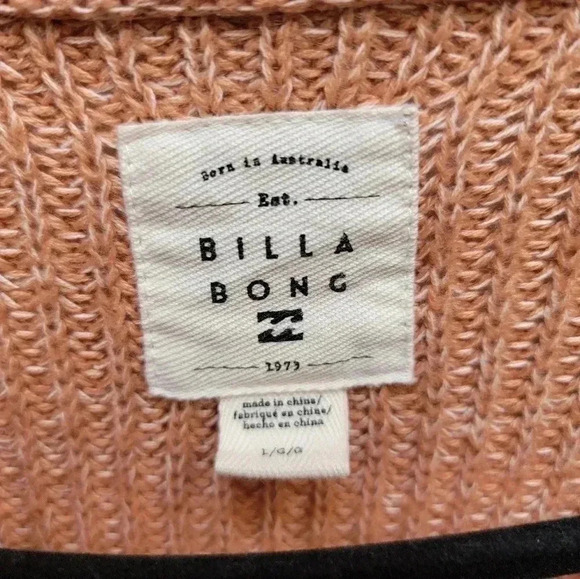 Born in Australia
Est.
BILLA
BONG
1973
made in china/
fabriqué en chine/
hecho en china
L/G/G